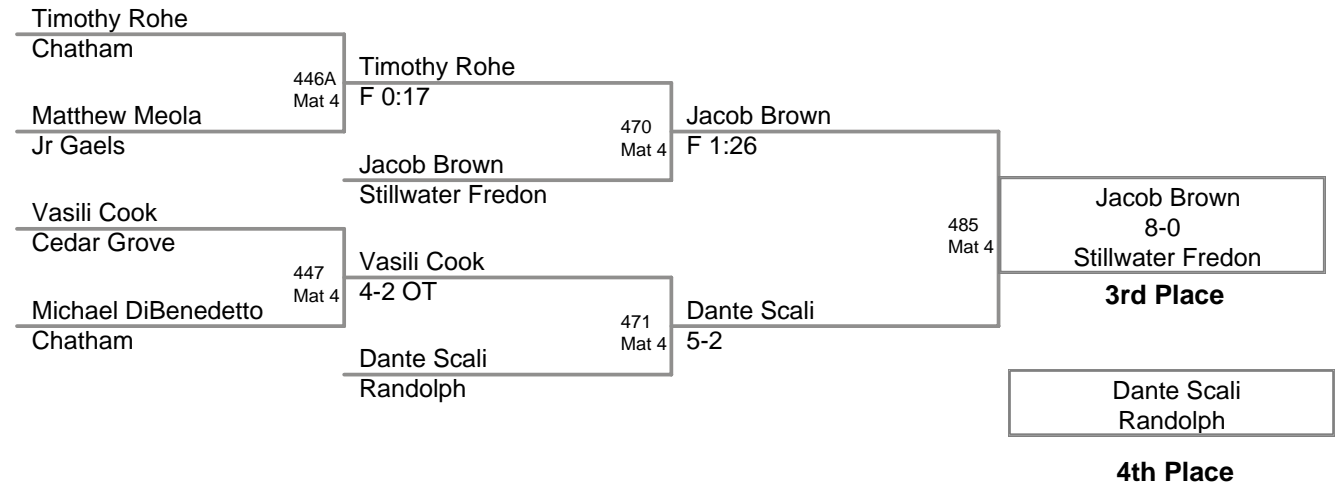 Timothy Rohe
Chatham
446A
Mat 4
Matthew Meola
Jr Gaels
Timothy Rohe
F 0:17
Jacob Brown
Stillwater Fredon
470
Mat 4
Jacob Brown
F 1:26
Vasili Cook
Cedar Grove
447
Mat 4
Michael DiBenedetto
Chatham
Vasili Cook
4-2 OT
Dante Scali
Randolph
471
Mat 4
Dante Scali
5-2
485
Mat 4
Jacob Brown
8-0
Stillwater Fredon
3rd Place
Dante Scali
Randolph
4th Place